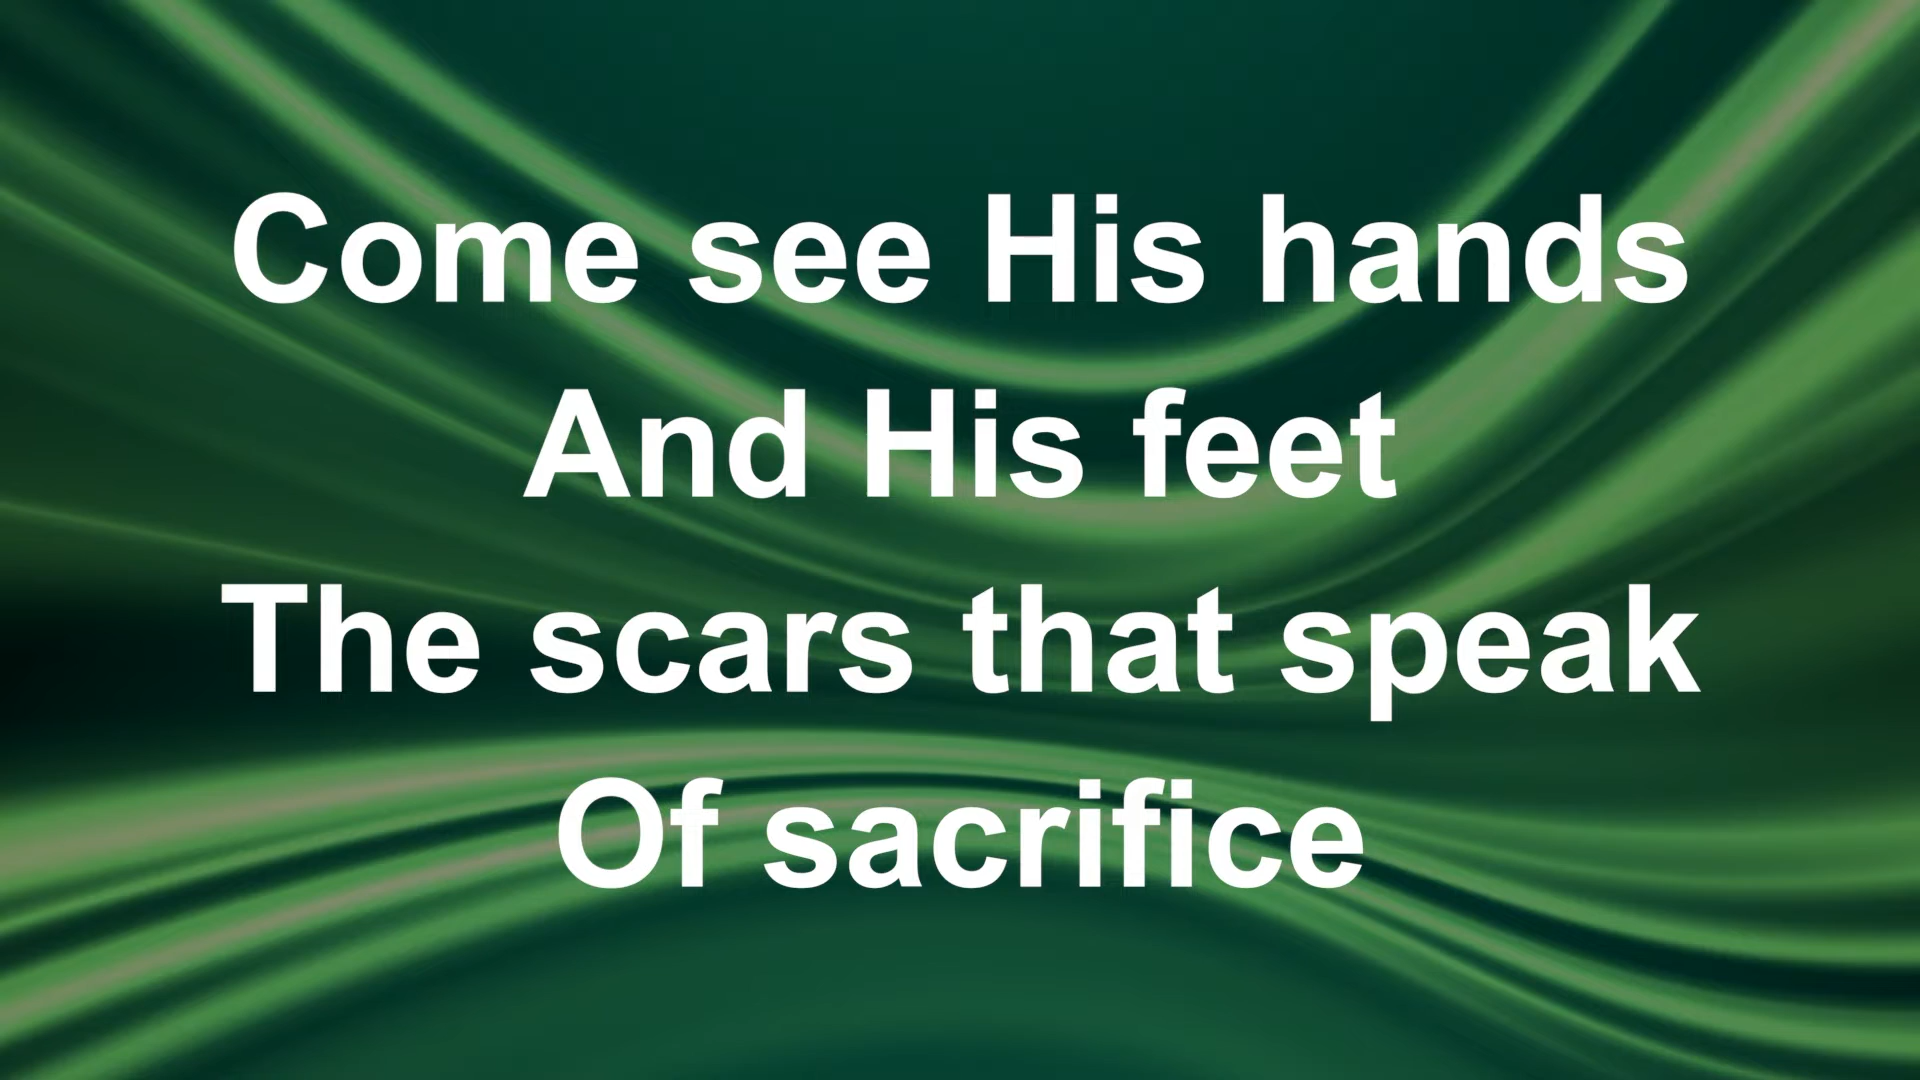 Come see His hands
And His feet
The scars that speak
Of sacrifice